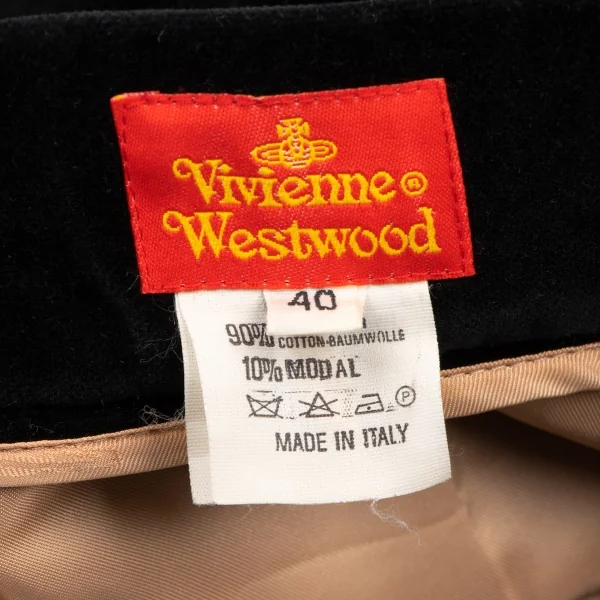 Vivienne®
Westwood
40
90%
COTTON-BAUMWOLLE
10% MODAL
P
MADE IN ITALY